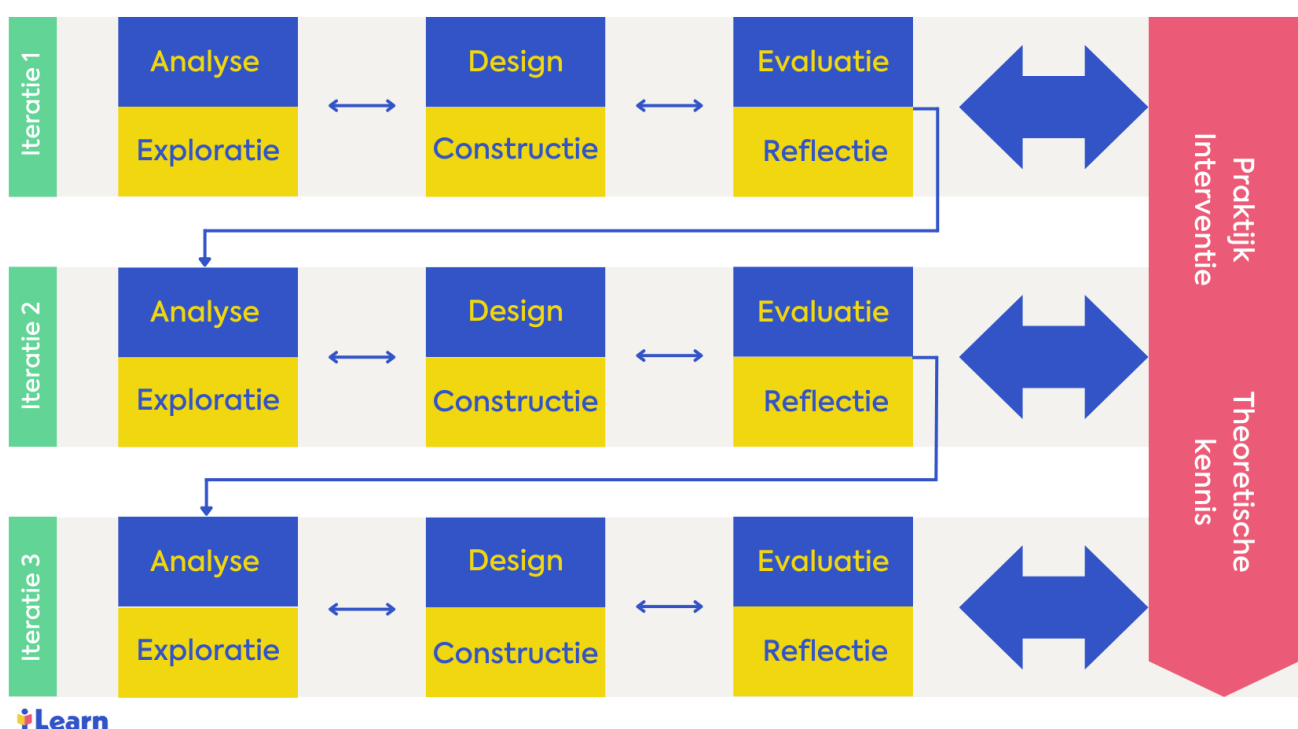 Iteratie 1
Analyse
Exploratie
Design
Constructie
Evaluatie
Reflectie
Iteratie 2
Analyse
Exploratie
Design
Constructie
Evaluatie
Reflectie
Iteratie 3
Analyse
Exploratie
Design
Constructie
Evaluatie
Reflectie
Praktijk
Interventie
Theoretische
kennis
iLearn